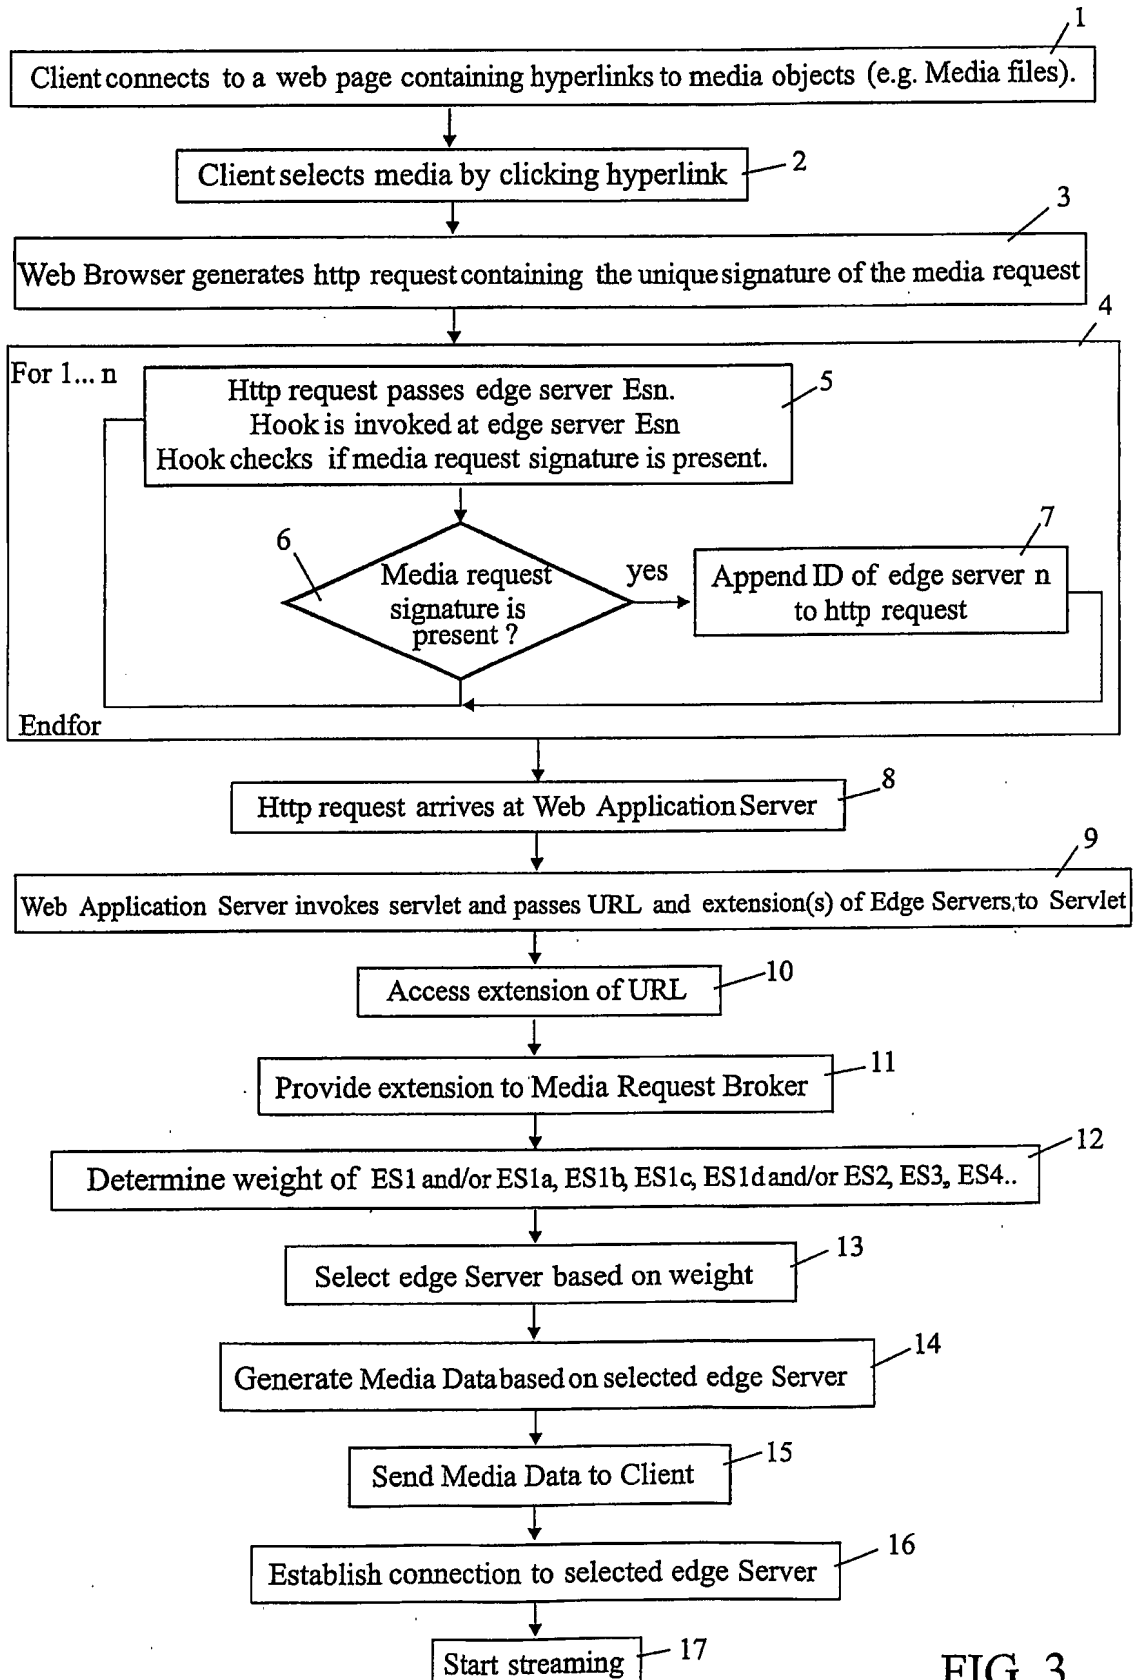 1
Client connects to a web page containing hyperlinks to media objects (e.g. Media files).
2
Client selects media by clicking hyperlink
3
Web Browser generates http request containing the unique signature of the media request
4
For 1... n
5
Http request passes edge server Esn.
Hook is invoked at edge server Esn
Hook checks if media request signature is present.
6
Media request
signature is
present ?
yes
7
Append ID of edge server n
to http request
Endfor
8
Http request arrives at Web Application Server
9
Web Application Server invokes servlet and passes URL and extension(s) of Edge Servers to Servlet
10
Access extension of URL
11
Provide extension to Media Request Broker
12
Determine weight of ES1 and/or ES1a, ES1b, ES1c, ES1d and/or ES2, ES3, ES4..
13
Select edge Server based on weight
14
Generate Media Data based on selected edge Server
15
Send Media Data to Client
16
Establish connection to selected edge Server
17
Start streaming
FIG. 3